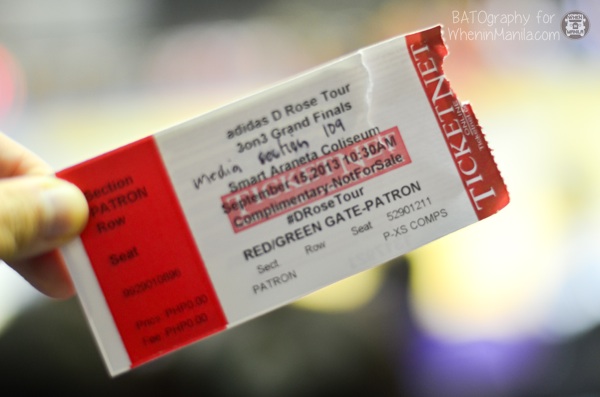 BATOgraphy for
WheninManila.com
adidas D Rose Tour
3on3 Grand Finals
media section 109
Smart Araneta Coliseum
September 15,2013 10:30AM
Complimentary-NotForSale
#DRoseTour
RED/GREEN GATE-PATRON
Sect Row Seat 52901211
PATRON P-XS COMPS
TICKETNET
Section
PATRON
Row
Seat
Price: PHP0.00
Fee: PHP0.00